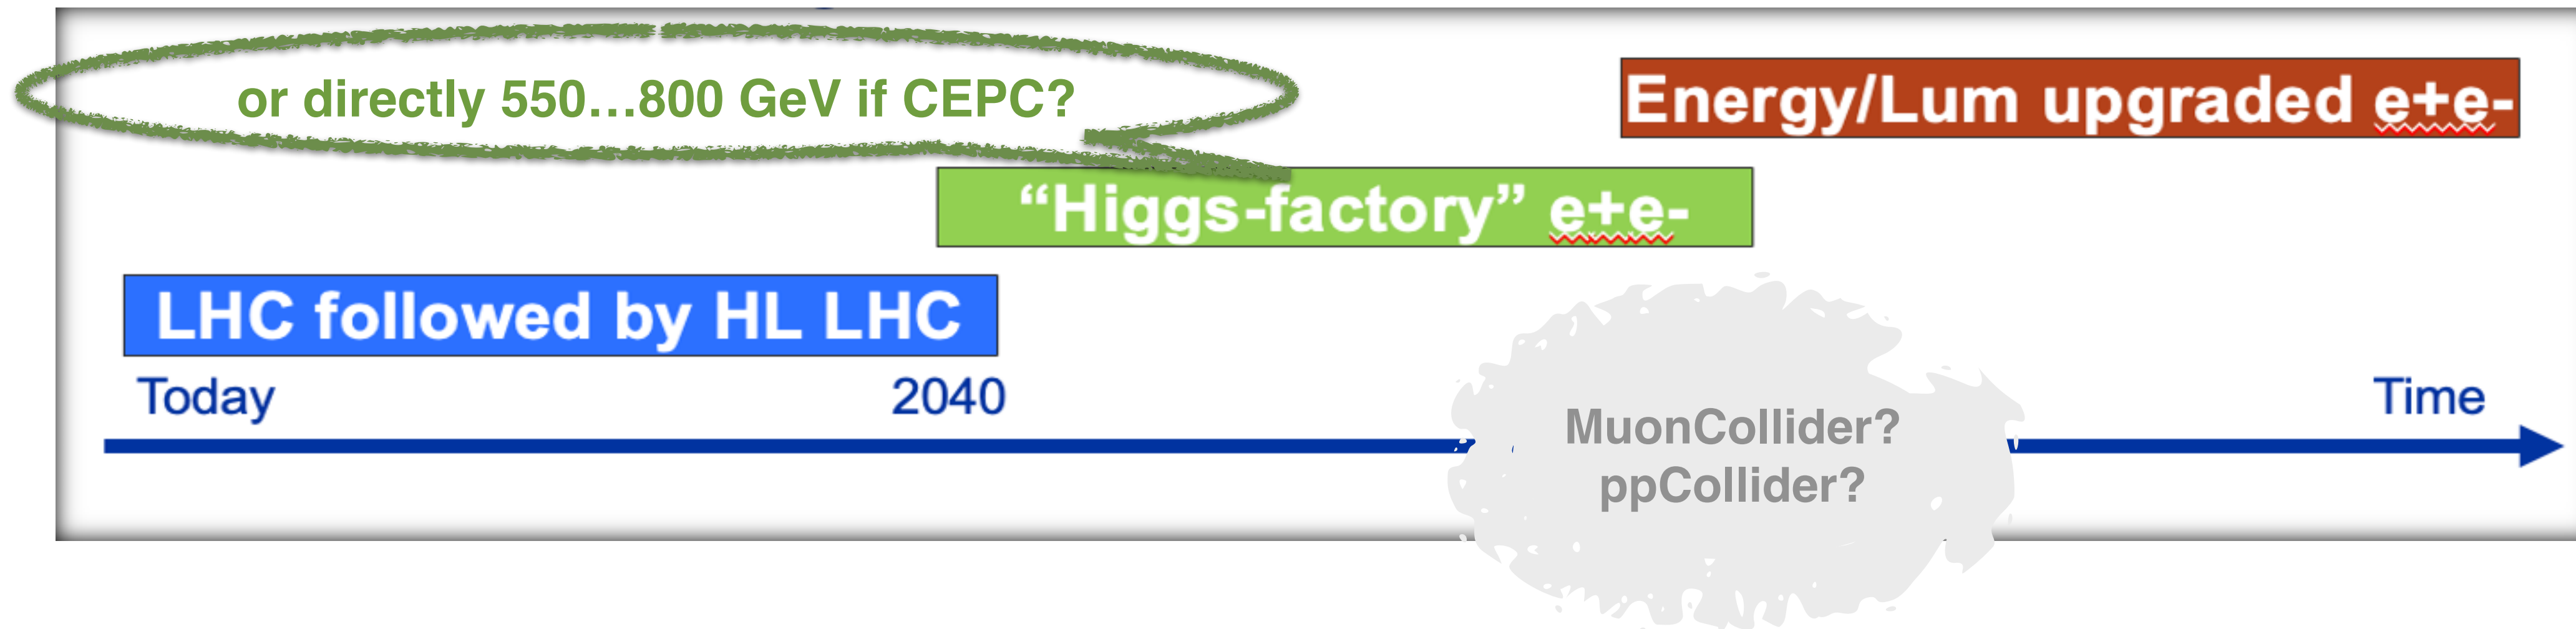 or directly 550...800 GeV if CEPC?
Energy/Lum upgraded e+e-
“Higgs-factory” e+e-
LHC followed by HL LHC
Today
2040
Time
MuonCollider?
ppCollider?